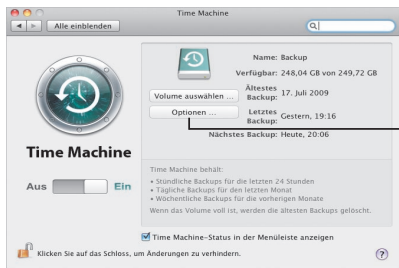 Time Machine
Alle einblenden
Name: Backup
Verfügbar: 248,04 GB von 249,72 GB
Volume auswählen ...
Ältestes Backup: 17. Juli 2009
Optionen ...
Letztes Backup: Gestern, 19:16
Nächstes Backup: Heute, 20:06
Time Machine
Aus Ein
Time Machine behält:
• Stündliche Backups für die letzten 24 Stunden
• Tägliche Backups für den letzten Monat
• Wöchentliche Backups für die vorherigen Monate
Wenn das Volume voll ist, werden die ältesten Backups gelöscht.
Time Machine-Status in der Menüleiste anzeigen
Klicken Sie auf das Schloss, um Änderungen zu verhindern.
?